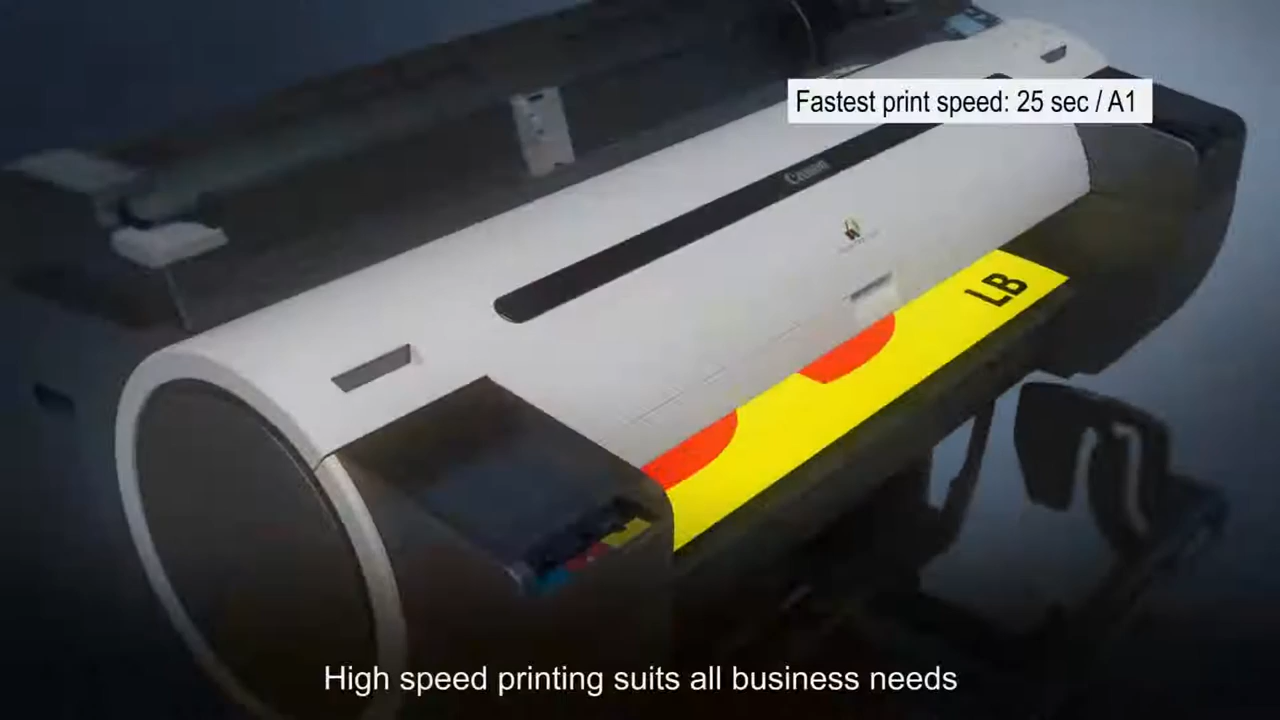 Fastest print speed: 25 sec / A1
Canon
LB
High speed printing suits all business needs